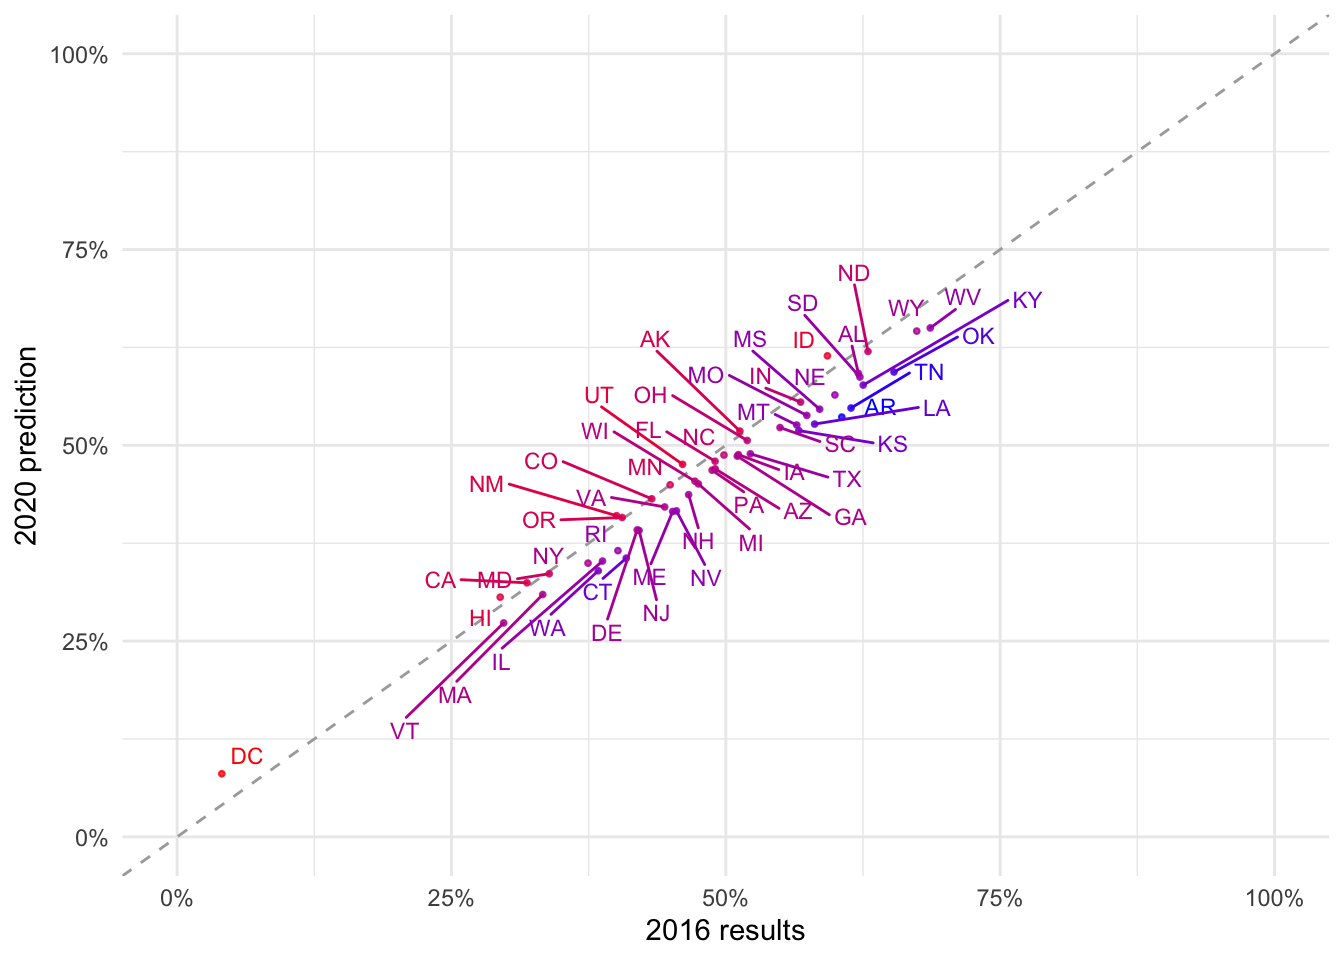 100%
75%
50%
25%
0%
2020 prediction
ND
SD
WY
WV
KY
AK
MS
ID
AL
OK
MO
IN
NE
TN
UT
OH
MT
AR
LA
WI
FL
NC
SC
KS
CO
MN
IA
TX
NM
VA
PA
AZ
GA
OR
RI
NH
MI
NY
CA
MD
ME
NV
HI
CT
NJ
WA
DE
IL
MA
VT
DC
0%
25%
50%
75%
100%
2016 results